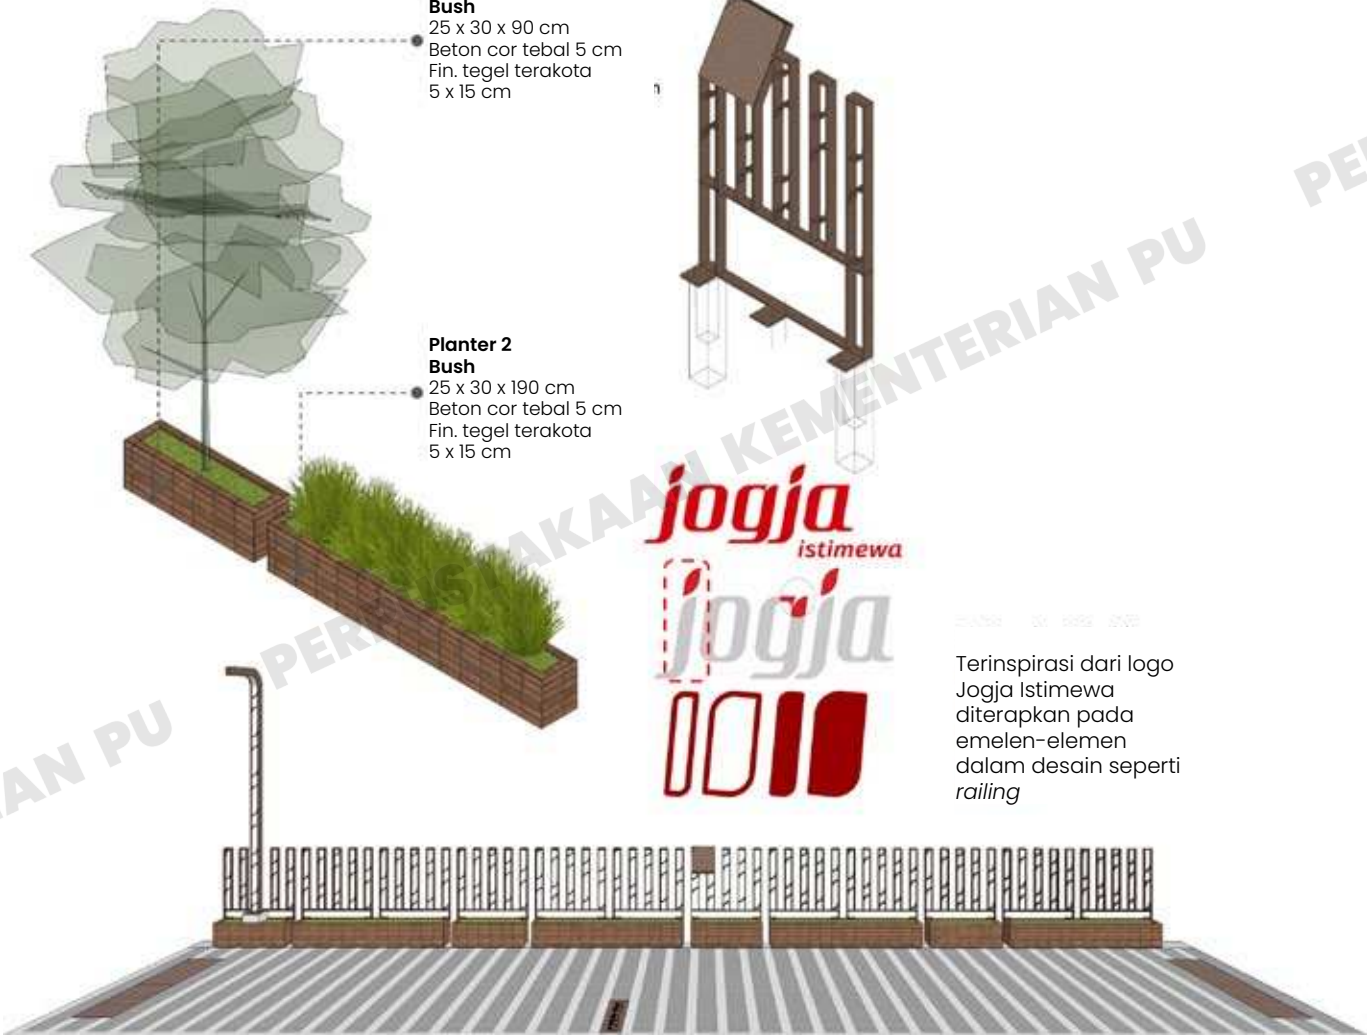 Bush
25 x 30 x 90 cm
Beton cor tebal 5 cm
Fin. tegel terakota
5 x 15 cm
Planter 2
Bush
25 x 30 x 190 cm
Beton cor tebal 5 cm
Fin. tegel terakota
5 x 15 cm
jogja
istimewa
jogja
Terinspirasi dari logo
Jogja Istimewa
diterapkan pada
emelen-elemen
dalam desain seperti
railing
PERPUSTAKAAN KEMENTERIAN PU
AN PU
PE